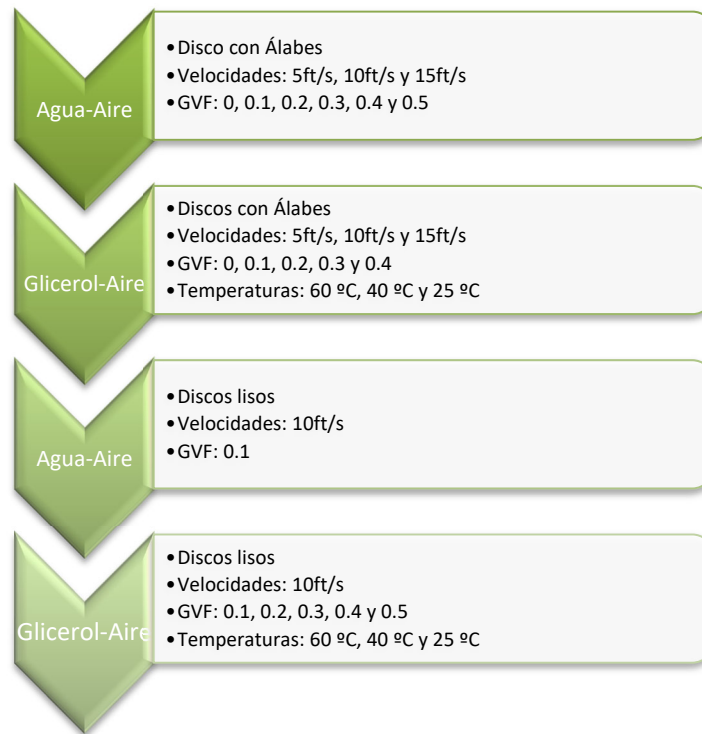 Agua-Aire
•Disco con Álabes
•Velocidades: 5ft/s, 10ft/s y 15ft/s
•GVF: 0, 0.1, 0.2, 0.3, 0.4 y 0.5
Glicerol-Aire
•Discos con Álabes
•Velocidades: 5ft/s, 10ft/s y 15ft/s
•GVF: 0, 0.1, 0.2, 0.3 y 0.4
•Temperaturas: 60 ºC, 40 ºC y 25 ºC
Agua-Aire
•Discos lisos
•Velocidades: 10ft/s
•GVF: 0.1
Glicerol-Aire
•Discos lisos
•Velocidades: 10ft/s
•GVF: 0.1, 0.2, 0.3, 0.4 y 0.5
•Temperaturas: 60 ºC, 40 ºC y 25 ºC